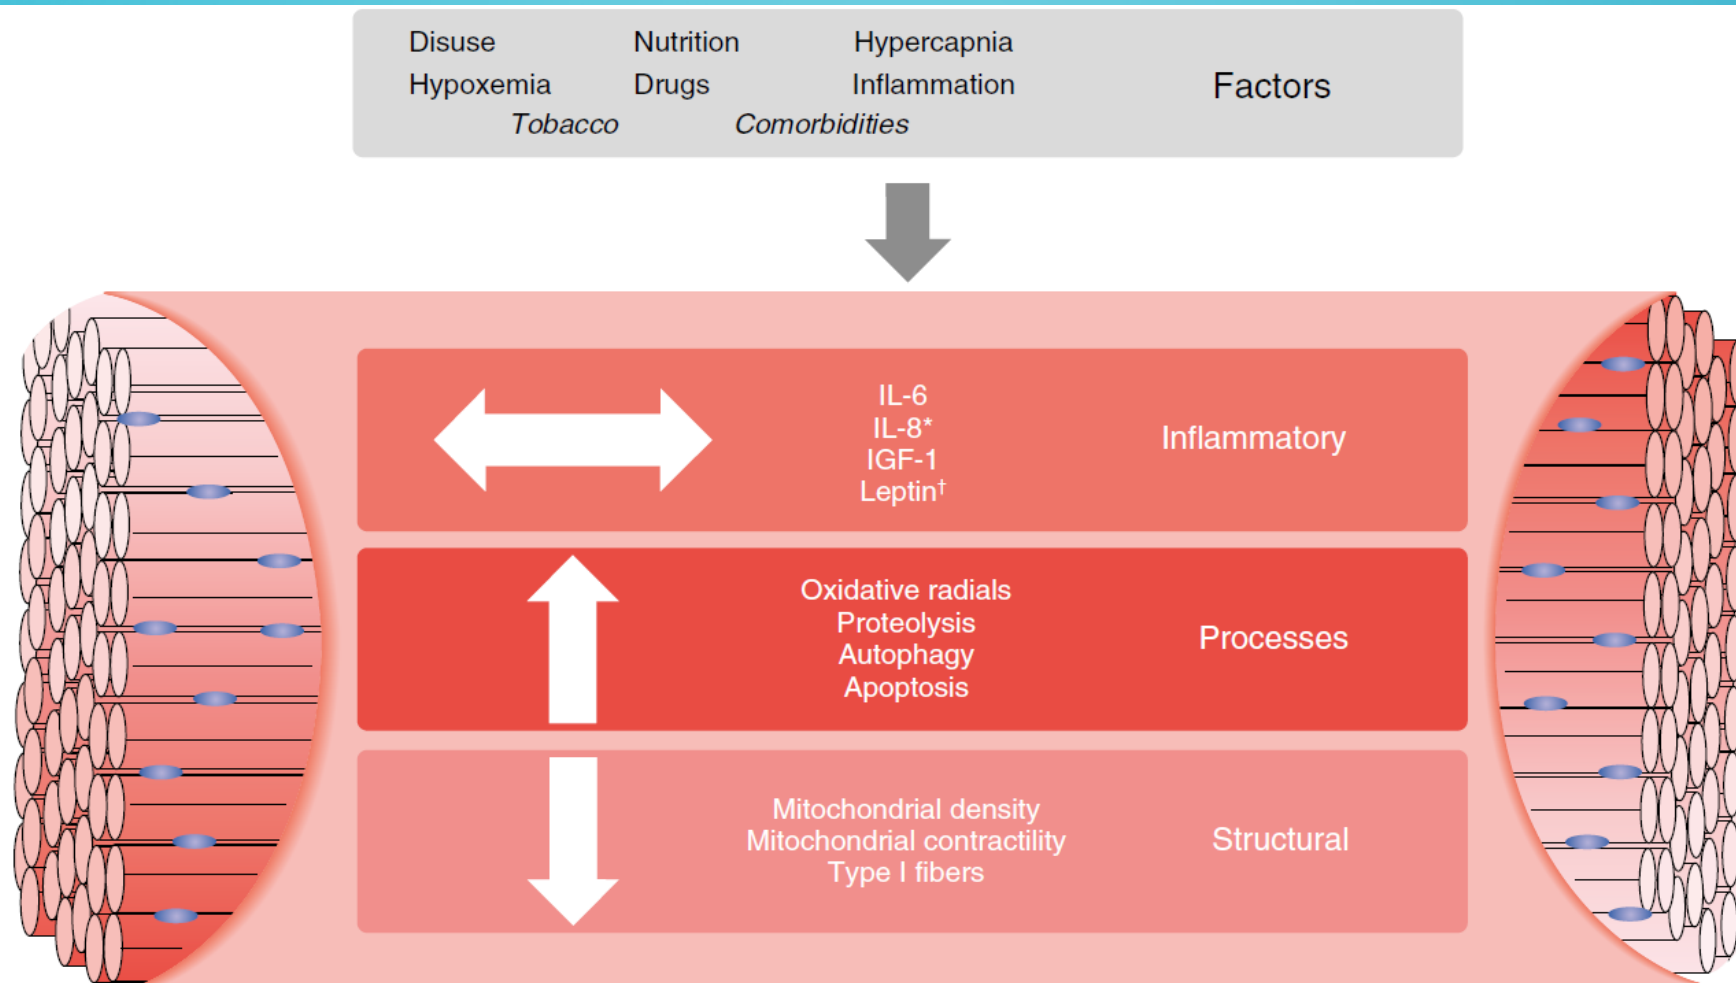 Disuse Nutrition Hypercapnia
Hypoxemia Drugs Inflammation
Tobacco Comorbidities
Factors
IL-6
IL-8*
IGF-1
Leptin†
Inflammatory
Oxidative radials
Proteolysis
Autophagy
Apoptosis
Processes
Mitochondrial density
Mitochondrial contractility
Type I fibers
Structural